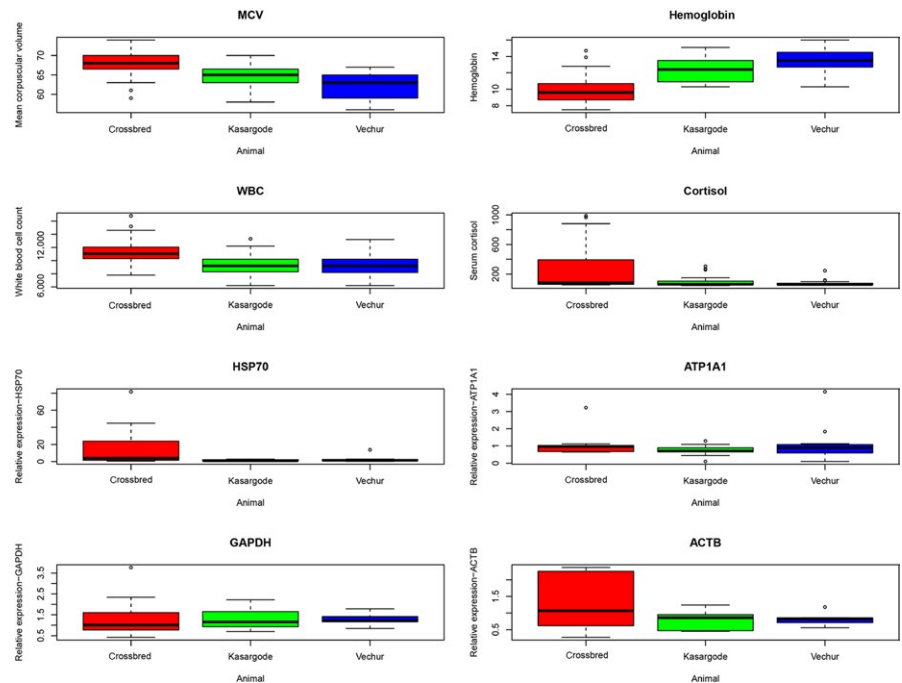 MCV
Mean corpuscular volume
70
65
60
Crossbred
Kasargode
Vechur
Animal
Hemoglobin
Hemoglobin
14
10
8
Crossbred
Kasargode
Vechur
Animal
WBC
White blood cell count
12,000
6,000
Crossbred
Kasargode
Vechur
Animal
Cortisol
Serum cortisol
1000
600
200
Crossbred
Kasargode
Vechur
Animal
HSP70
Relative expression-HSP70
60
20
0
Crossbred
Kasargode
Vechur
Animal
ATP1A1
Relative expression-ATP1A1
4
3
2
1
0
Crossbred
Kasargode
Vechur
Animal
GAPDH
Relative expression-GAPDH
3.5
2.5
1.5
0.5
Crossbred
Kasargode
Vechur
Animal
ACTB
Relative expression-ACTB
1.5
0.5
Crossbred
Kasargode
Vechur
Animal